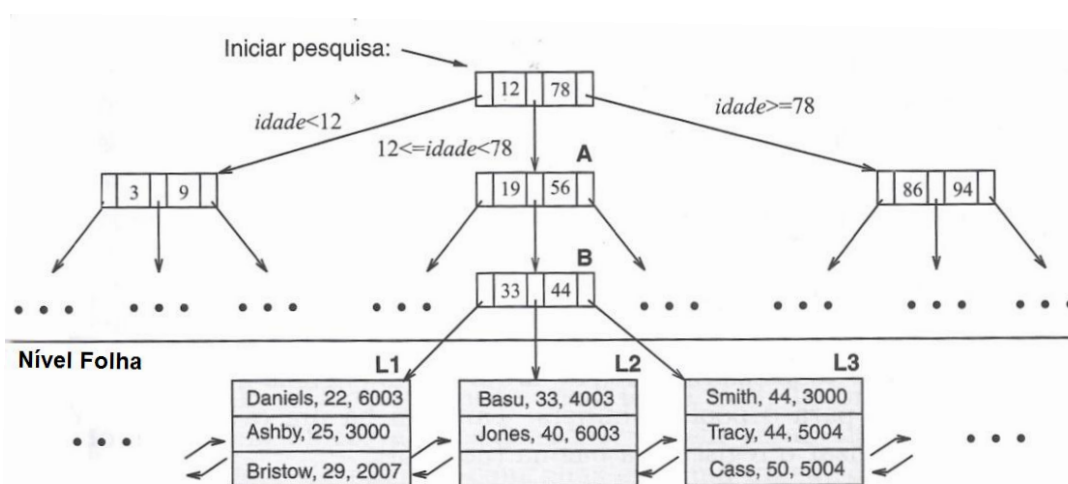 Iniciar pesquisa:
12 78
idade<12
12<=idade<78
idade>=78
A
3 9
19 56
86 94
B
33 44
Nível Folha
L1
L2
L3
Daniels, 22, 6003
Ashby, 25, 3000
Bristow, 29, 2007
Basu, 33, 4003
Jones, 40, 6003
Smith, 44, 3000
Tracy, 44, 5004
Cass, 50, 5004